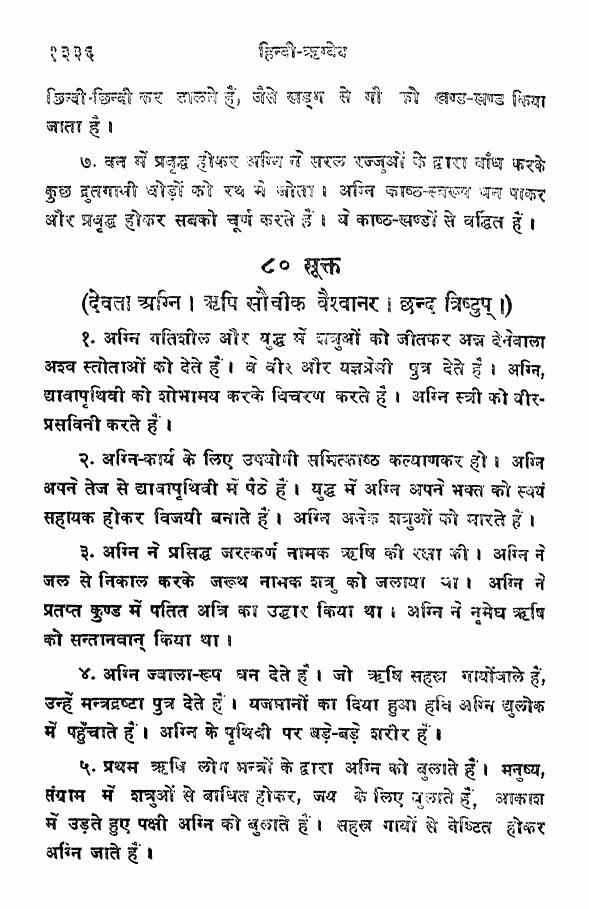 १३३६ हिन्दी-ऋग्वेद
छिन्दी-छिन्दी कर डालते हैं, जैसे खड्ग से गौ को खण्ड-खण्ड किया
जाता है।
७. वन में प्रवृद्ध होकर अग्नि ने सरल रज्जुओं के द्वारा बाँध करके
कुछ द्रुतगामी घोड़ों को रथ में जोता। अग्नि काष्ठ-स्वरूप धन पाकर
और प्रवृद्ध होकर सबको चूर्ण करते हैं। ये काष्ठ-खण्डों से वर्द्धित हैं।
८० सूक्त
(देवता अग्नि। ऋषि सौचीक वैश्वानर। छन्द त्रिष्टुप्।)
१. अग्नि गतिशील और युद्ध में शत्रुओं को जीतकर अन्न देनेवाला
अश्व स्तोताओं को देते हैं। वे वीर और यज्ञप्रेमी पुत्र देते हैं। अग्नि,
द्यावापृथिवी को शोभामय करके विचरण करते हैं। अग्नि स्त्री को वीर-
प्रसविनी करते हैं।
२. अग्नि-कार्य के लिए उपयोगी समित्काष्ठ कल्याणकर हो। अग्नि
अपने तेज से द्यावापृथिवी में पैठे हैं। युद्ध में अग्नि अपने भक्त को स्वयं
सहायक होकर विजयी बनाते हैं। अग्नि अनेक शत्रुओं को मारते हैं।
३. अग्नि ने प्रसिद्ध जरत्कर्ण नामक ऋषि की रक्षा की। अग्नि ने
जल से निकाल करके जरूथ नामक शत्रु को जलाया था। अग्नि ने
प्रतप्त कुण्ड में पतित अत्रि का उद्धार किया था। अग्नि ने नृमेध ऋषि
को सन्तानवान् किया था।
४. अग्नि ज्वाला-रूप धन देते हैं। जो ऋषि सहस्र गायोंवाले हैं,
उन्हें मन्त्रद्रष्टा पुत्र देते हैं। यजमानों का दिया हुआ हवि अग्नि द्युलोक
में पहुँचाते हैं। अग्नि के पृथिवी पर बड़े-बड़े शरीर हैं।
५. प्रथम ऋषि लोग मन्त्रों के द्वारा अग्नि को बुलाते हैं। मनुष्य,
संग्राम में शत्रुओं से बाधित होकर, जय के लिए बुलाते हैं, आकाश
में उड़ते हुए पक्षी अग्नि को बुलाते हैं। सहस्र गायों से वेष्टित होकर
अग्नि जाते हैं।